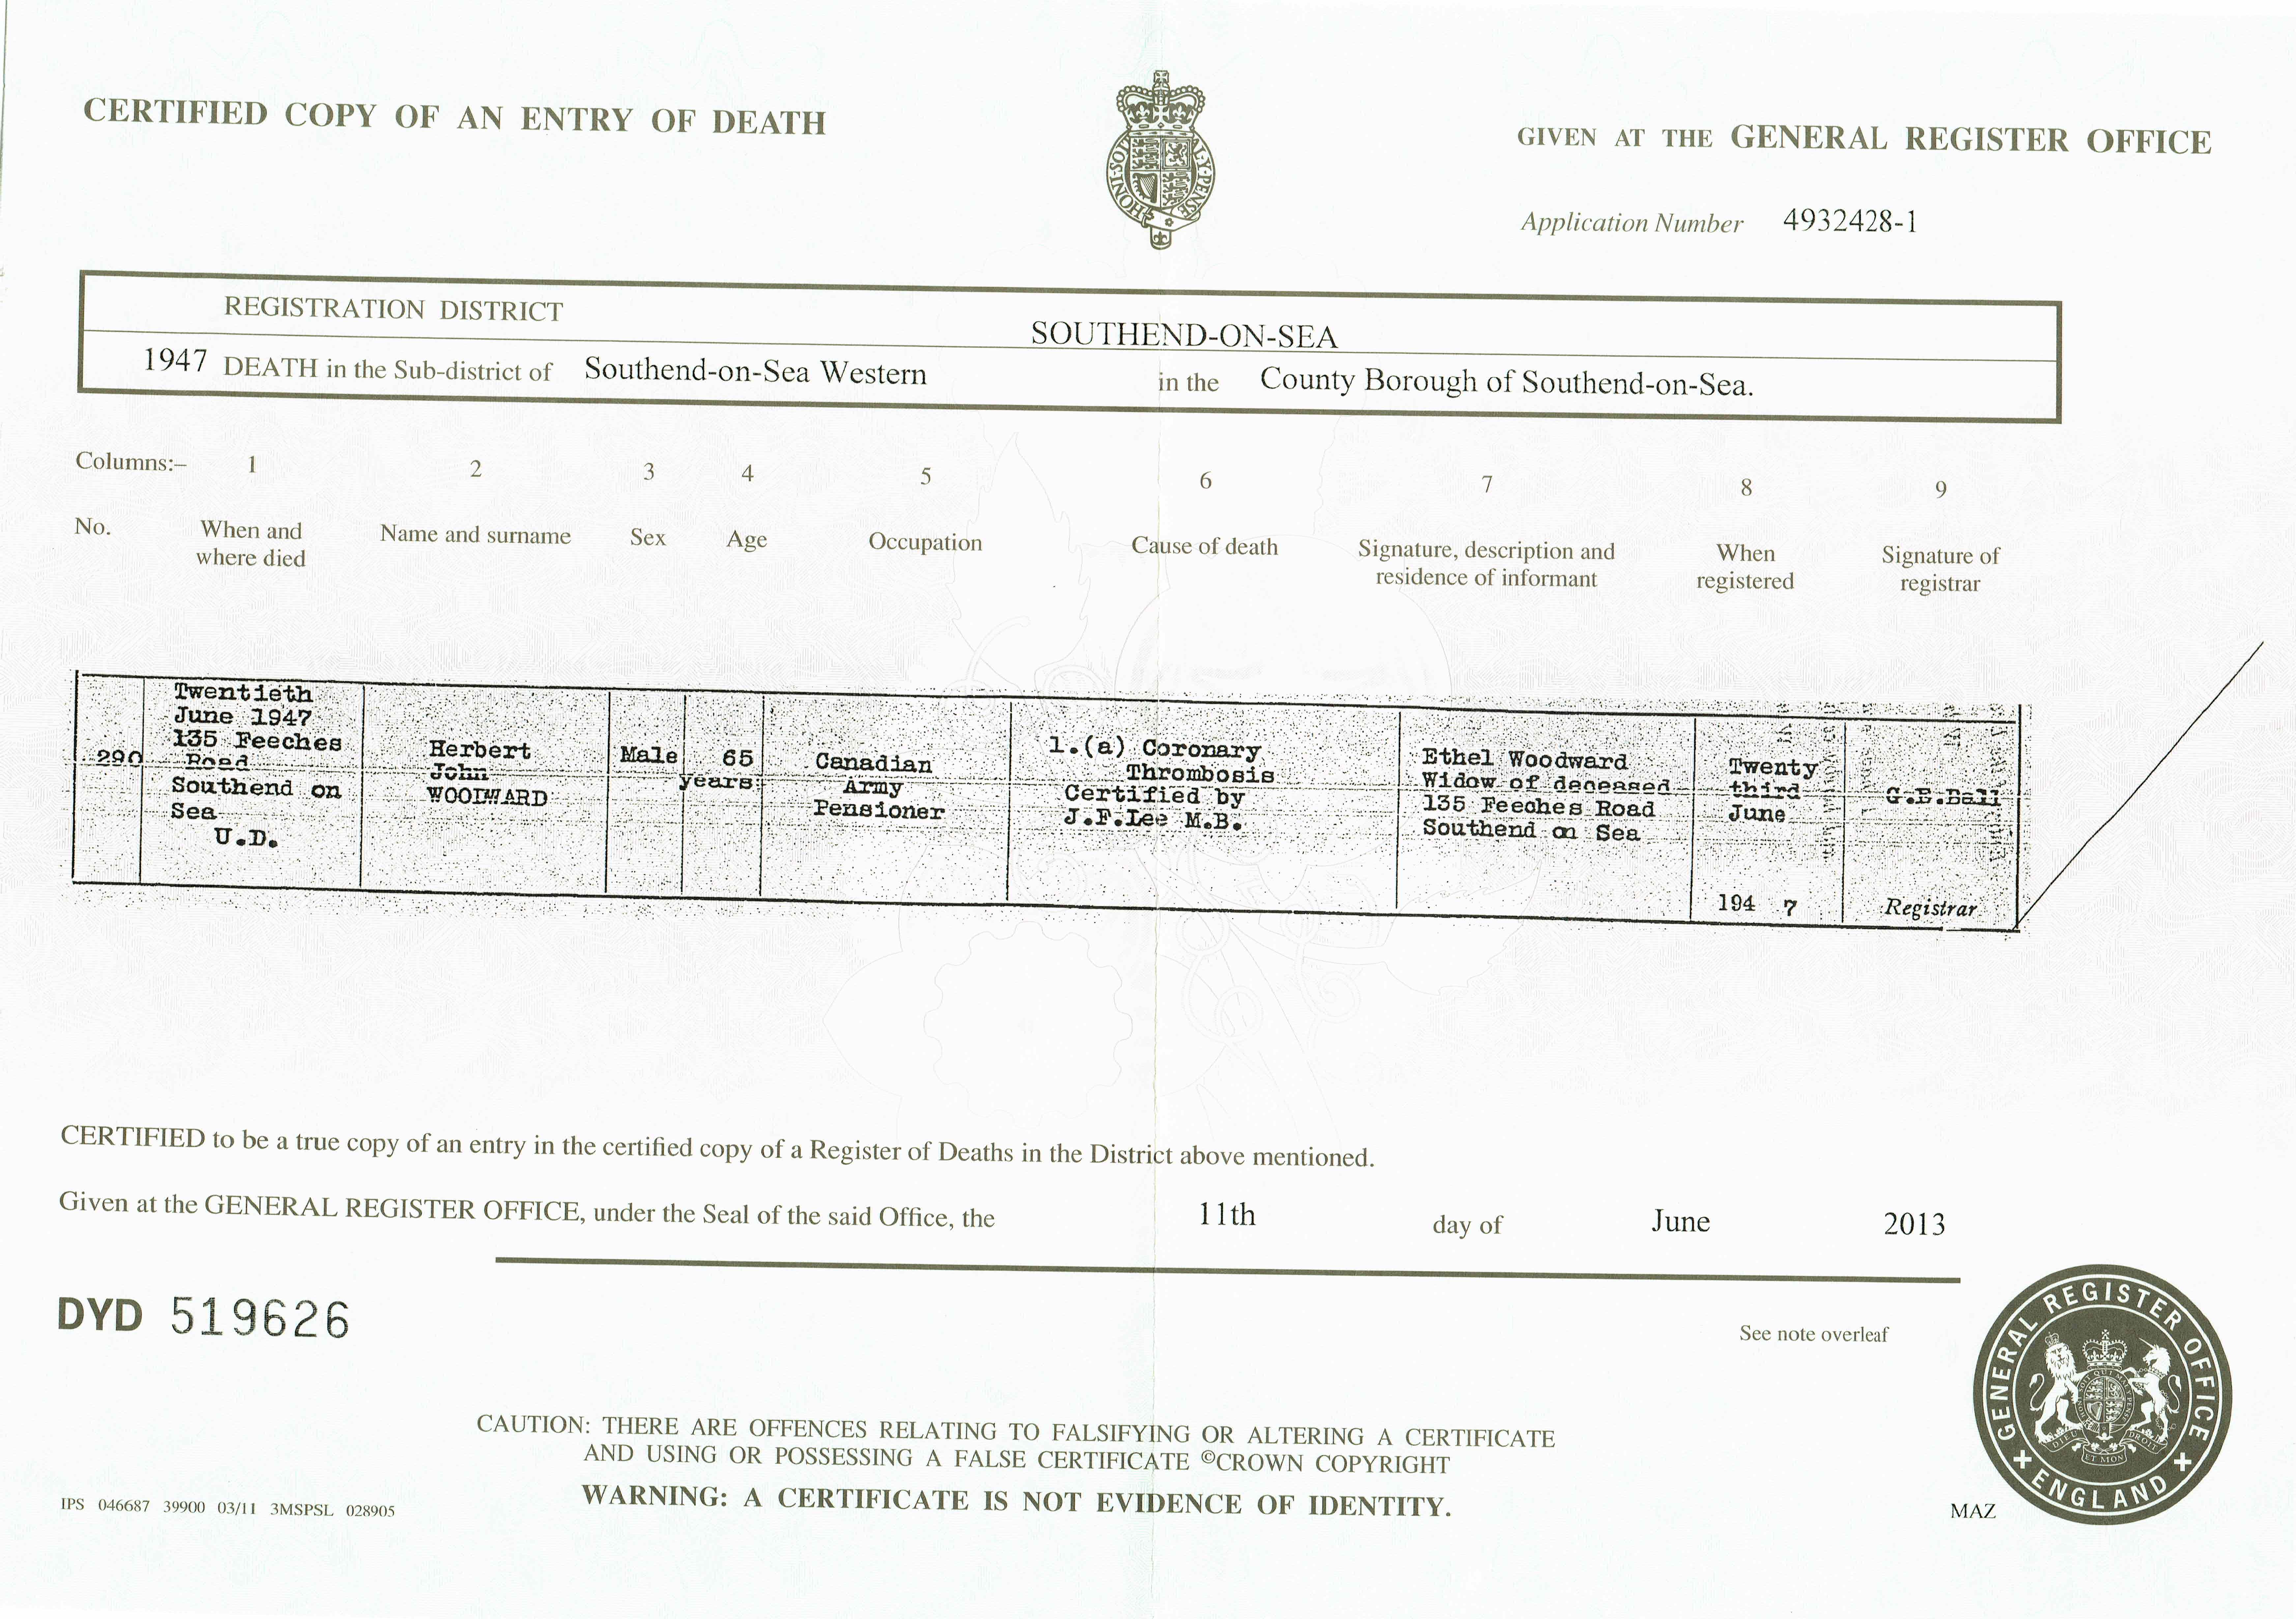 CERTIFIED COPY OF AN ENTRY OF DEATH
GIVEN AT THE GENERAL REGISTER OFFICE
Application Number 4932428-1
REGISTRATION DISTRICT
SOUTHEND-ON-SEA
1947 DEATH in the Sub-district of Southend-on-Sea Western in the County Borough of Southend-on-Sea.
Columns:– 1 2 3 4 5 6 7 8 9
No.
When and
where died
Name and surname
Sex
Age
Occupation
Cause of death
Signature, description and
residence of informant
When
registered
Signature of
registrar
290
Twentieth
June 1947
135 Feeches
Road
Southend on
Sea
U.D.
Herbert
John
WOODWARD
Male
65
years
Canadian
Army
Pensioner
1.(a) Coronary
Thrombosis
Certified by
J.F.Lee M.B.
Ethel Woodward
Widow of deceased
135 Feeches Road
Southend on Sea
Twenty
third
June
194 7
G.E.Ball
Registrar
CERTIFIED to be a true copy of an entry in the certified copy of a Register of Deaths in the District above mentioned.
Given at the GENERAL REGISTER OFFICE, under the Seal of the said Office, the 11th day of June 2013
DYD 519626
See note overleaf
CAUTION: THERE ARE OFFENCES RELATING TO FALSIFYING OR ALTERING A CERTIFICATE
AND USING OR POSSESSING A FALSE CERTIFICATE ©CROWN COPYRIGHT
WARNING: A CERTIFICATE IS NOT EVIDENCE OF IDENTITY.
IPS 046687 39900 03/11 3MSPSL 028905
MAZ
GENERAL REGISTER OFFICE
ENGLAND